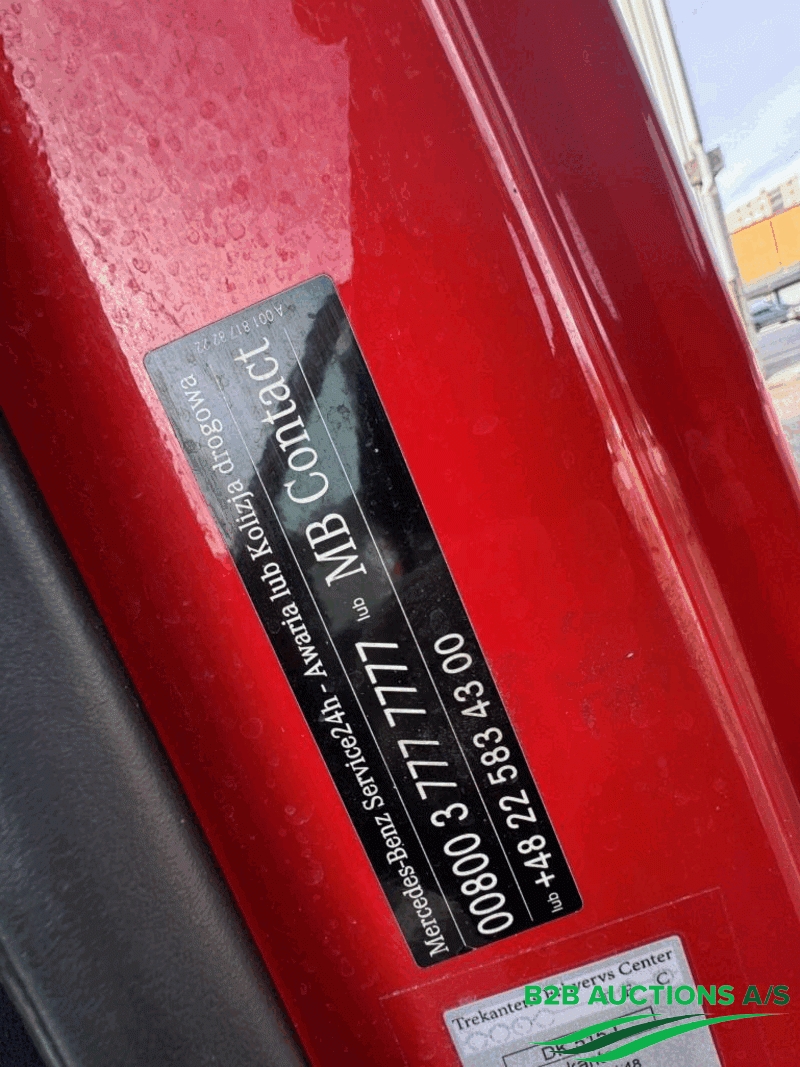 A 001 817 82 22
Mercedes-Benz Service24h - Awaria lub Kolizja drogowa
00800 3 777 7777 lub MB Contact
lub +48 22 583 43 00
Center
B2B AUCTIONS A/S